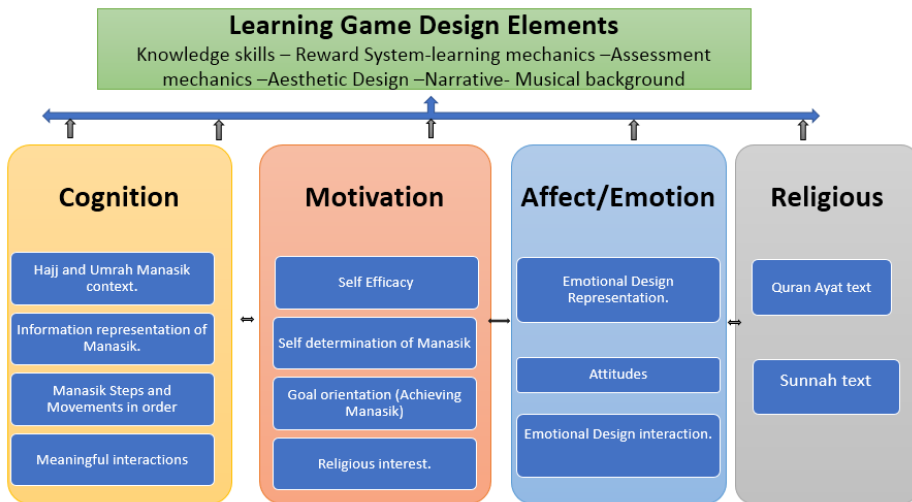 Learning Game Design Elements
Knowledge skills – Reward System-learning mechanics –Assessment
mechanics –Aesthetic Design –Narrative- Musical background
Cognition
Hajj and Umrah Manasik
context.
Information representation of
Manasik.
Manasik Steps and
Movements in order
Meaningful interactions
Motivation
Self Efficacy
Self determination of Manasik
Goal orientation (Achieving
Manasik)
Religious interest.
Affect/Emotion
Emotional Design
Representation.
Attitudes
Emotional Design interaction.
Religious
Quran Ayat text
Sunnah text